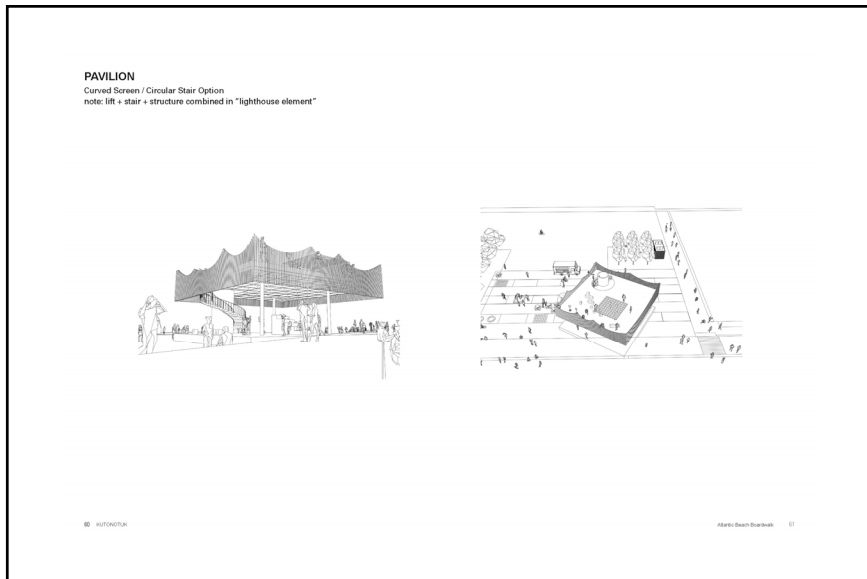 PAVILION
Curved Screen / Circular Stair Option
note: lift + stair + structure combined in "lighthouse element"
60 KUTONOTUK
Atlantic Beach Boardwalk 61